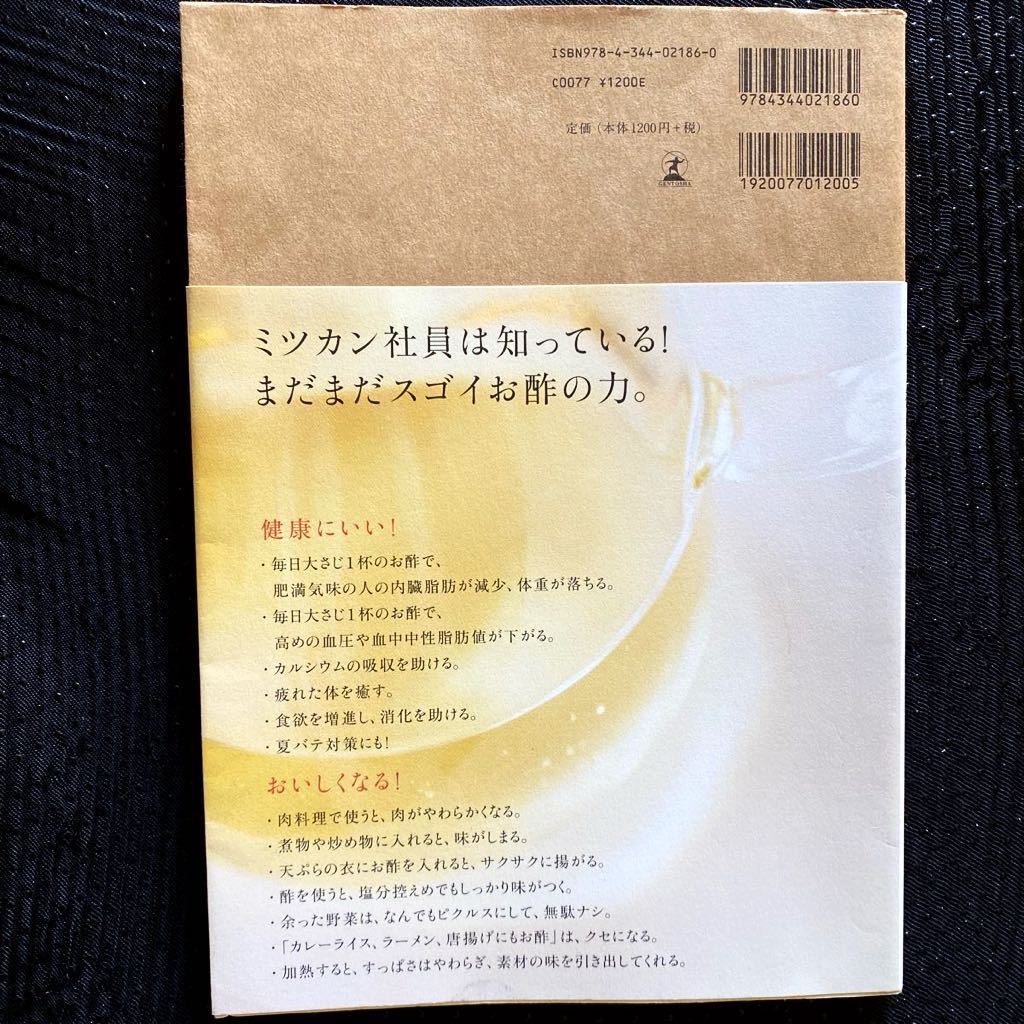 ISBN978-4-344-02186-0
C0077 ¥1200E
定価（本体1200円+税）
GENTOSHA
9784344021860
1920077012005
ミツカン社員は知っている！
まだまだスゴイお酢の力。
健康にいい！
・毎日大さじ1杯のお酢で、
肥満気味の人の内臓脂肪が減少、体重が落ちる。
・毎日大さじ1杯のお酢で、
高めの血圧や血中中性脂肪値が下がる。
・カルシウムの吸収を助ける。
・疲れた体を癒す。
・食欲を増進し、消化を助ける。
・夏バテ対策にも！
おいしくなる！
・肉料理で使うと、肉がやわらかくなる。
・煮物や炒め物に入れると、味がしまる。
・天ぷらの衣にお酢を入れると、サクサクに揚がる。
・酢を使うと、塩分控えめでもしっかり味がつく。
・余った野菜は、なんでもピクルスにして、無駄ナシ。
・「カレーライス、ラーメン、唐揚げにもお酢」は、クセになる。
・加熱すると、すっぱさはやわらぎ、素材の味を引き出してくれる。